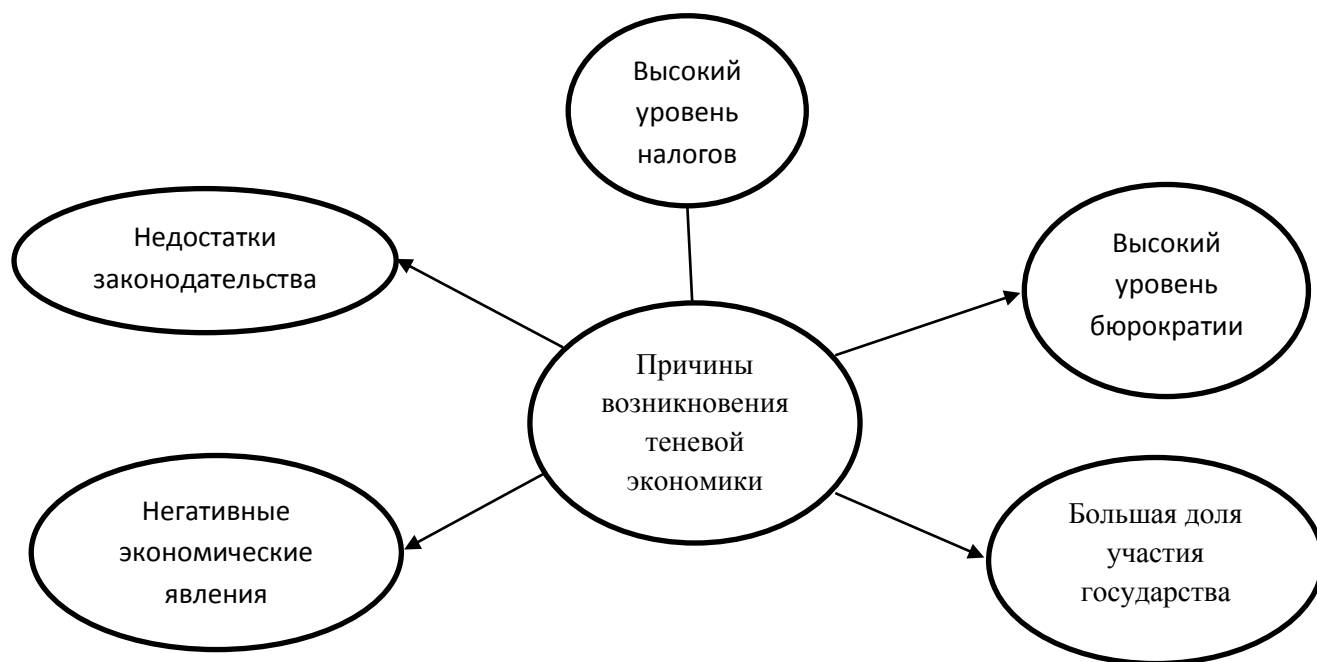 Высокий
уровень
налогов
Недостатки
законодательства
Высокий
уровень
бюрократии
Причины
возникновения
теневой
экономики
Негативные
экономические
явления
Большая доля
участия
государства